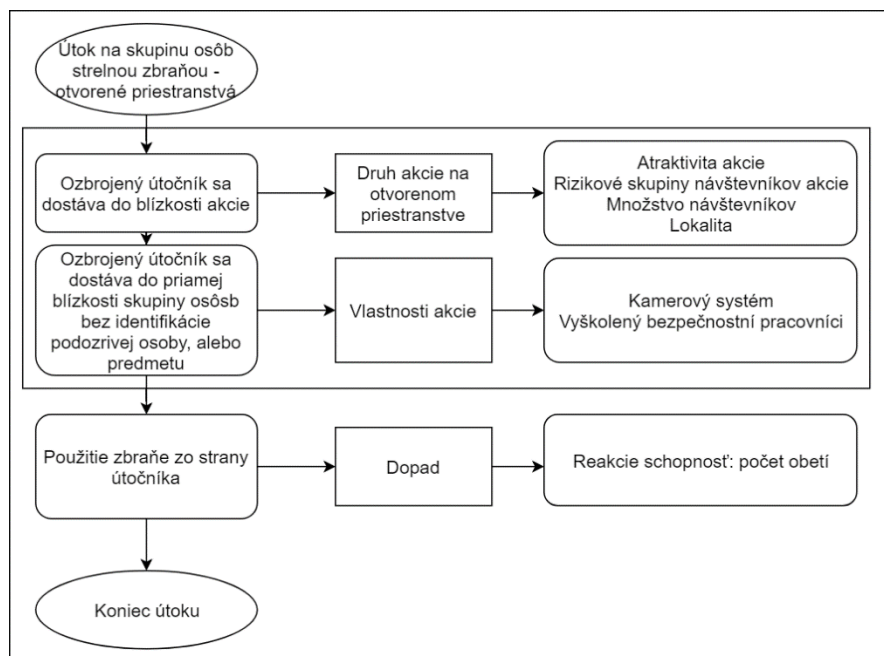 Útok na skupinu osôb
strelnou zbraňou -
otvorené priestranstvá
Ozbrojený útočník sa
dostáva do blízkosti akcie
Druh akcie na
otvorenom
priestranstve
Atraktivita akcie
Rizikové skupiny návštevníkov akcie
Množstvo návštevníkov
Lokalita
Ozbrojený útočník sa
dostáva do priamej
blízkosti skupiny osôsb
bez identifikácie
podozrivej osoby, alebo
predmetu
Vlastnosti akcie
Kamerový systém
Vyškolený bezpečnostní pracovníci
Použitie zbraňe zo strany
útočníka
Dopad
Reakcie schopnosť: počet obetí
Koniec útoku